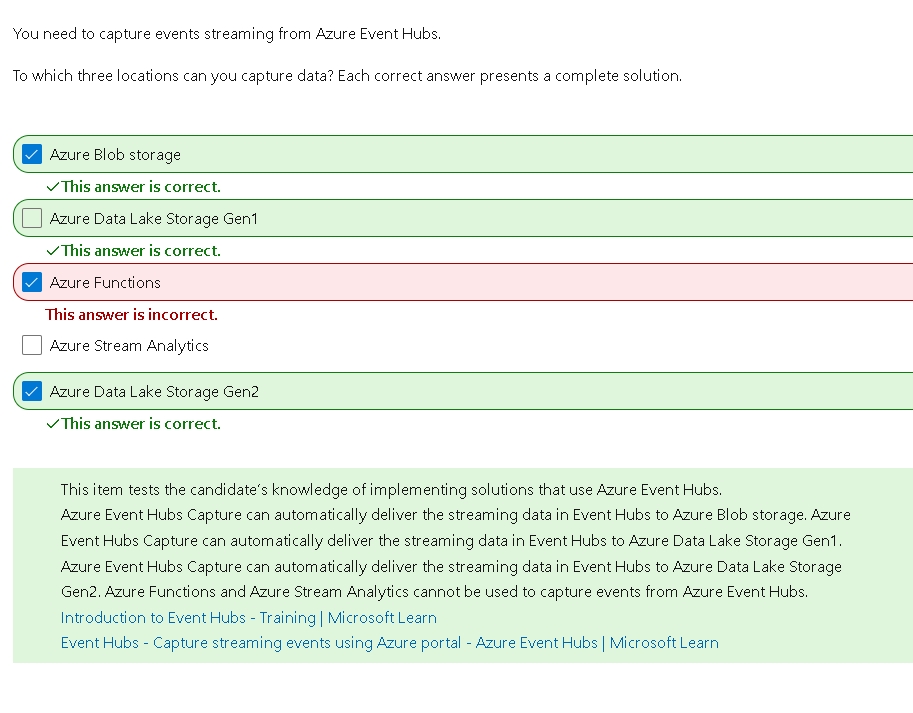 You need to capture events streaming from Azure Event Hubs.
To which three locations can you capture data? Each correct answer presents a complete solution.
Azure Blob storage
This answer is correct.
Azure Data Lake Storage Gen1
This answer is correct.
Azure Functions
This answer is incorrect.
Azure Stream Analytics
Azure Data Lake Storage Gen2
This answer is correct.
This item tests the candidate's knowledge of implementing solutions that use Azure Event Hubs.
Azure Event Hubs Capture can automatically deliver the streaming data in Event Hubs to Azure Blob storage. Azure
Event Hubs Capture can automatically deliver the streaming data in Event Hubs to Azure Data Lake Storage Gen1.
Azure Event Hubs Capture can automatically deliver the streaming data in Event Hubs to Azure Data Lake Storage
Gen2. Azure Functions and Azure Stream Analytics cannot be used to capture events from Azure Event Hubs.
Introduction to Event Hubs - Training | Microsoft Learn
Event Hubs - Capture streaming events using Azure portal - Azure Event Hubs | Microsoft Learn